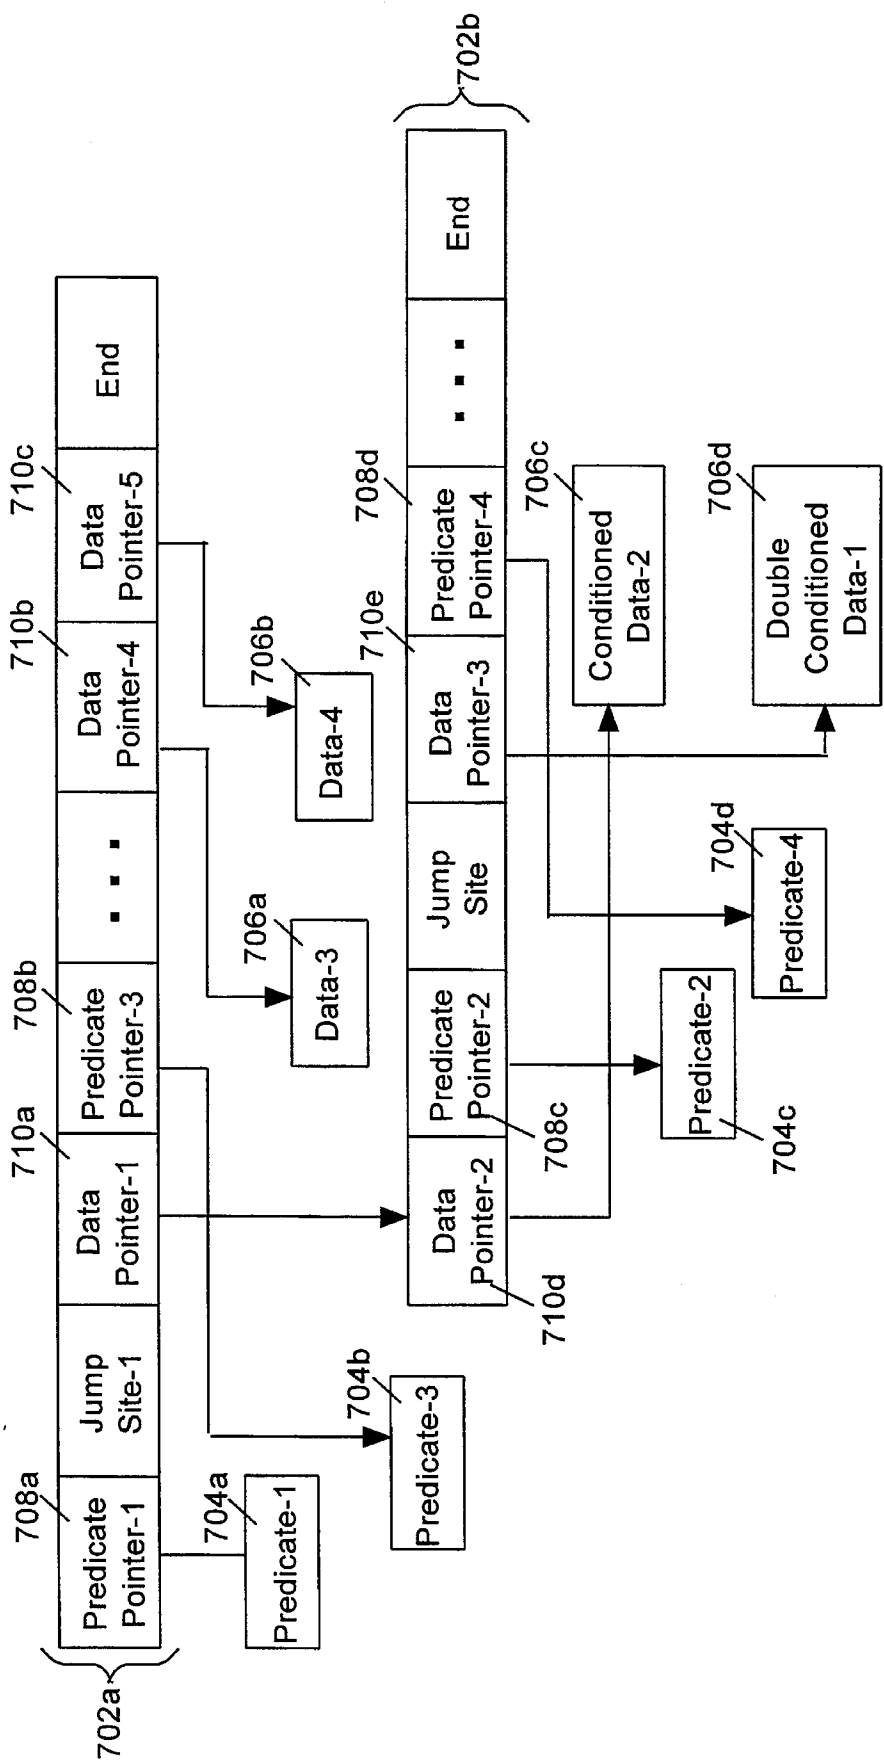 708a
710a
708b
710b
710c
Predicate
Pointer-1
Jump
Site-1
Data
Pointer-1
Predicate
Pointer-3
. . .
Data
Pointer-4
Data
Pointer-5
End
702a
704a
Predicate-1
704b
Predicate-3
706a
Data-3
706b
Data-4
710e
708d
702b
Data
Pointer-2
Predicate
Pointer-2
Jump
Site
Data
Pointer-3
Predicate
Pointer-4
. . .
End
710d
708c
706c
Conditioned
Data-2
Predicate-2
704c
704d
Predicate-4
706d
Double
Conditioned
Data-1